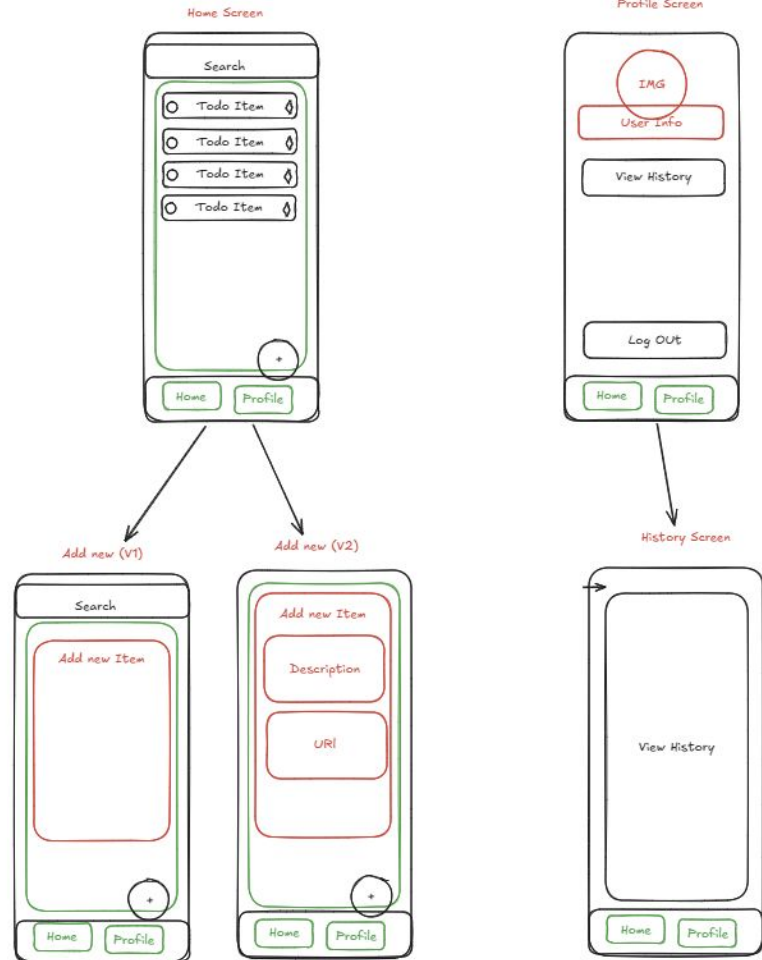 Home Screen
Search
Todo Item
Todo Item
Todo Item
Todo Item
+
Home
Profile
Profile Screen
IMG
User Info
View History
Log OUt
Home
Profile
Add new (V1)
Search
Add new Item
+
Home
Profile
Add new (V2)
Add new Item
Description
URl
+
Home
Profile
History Screen
View History
Home
Profile